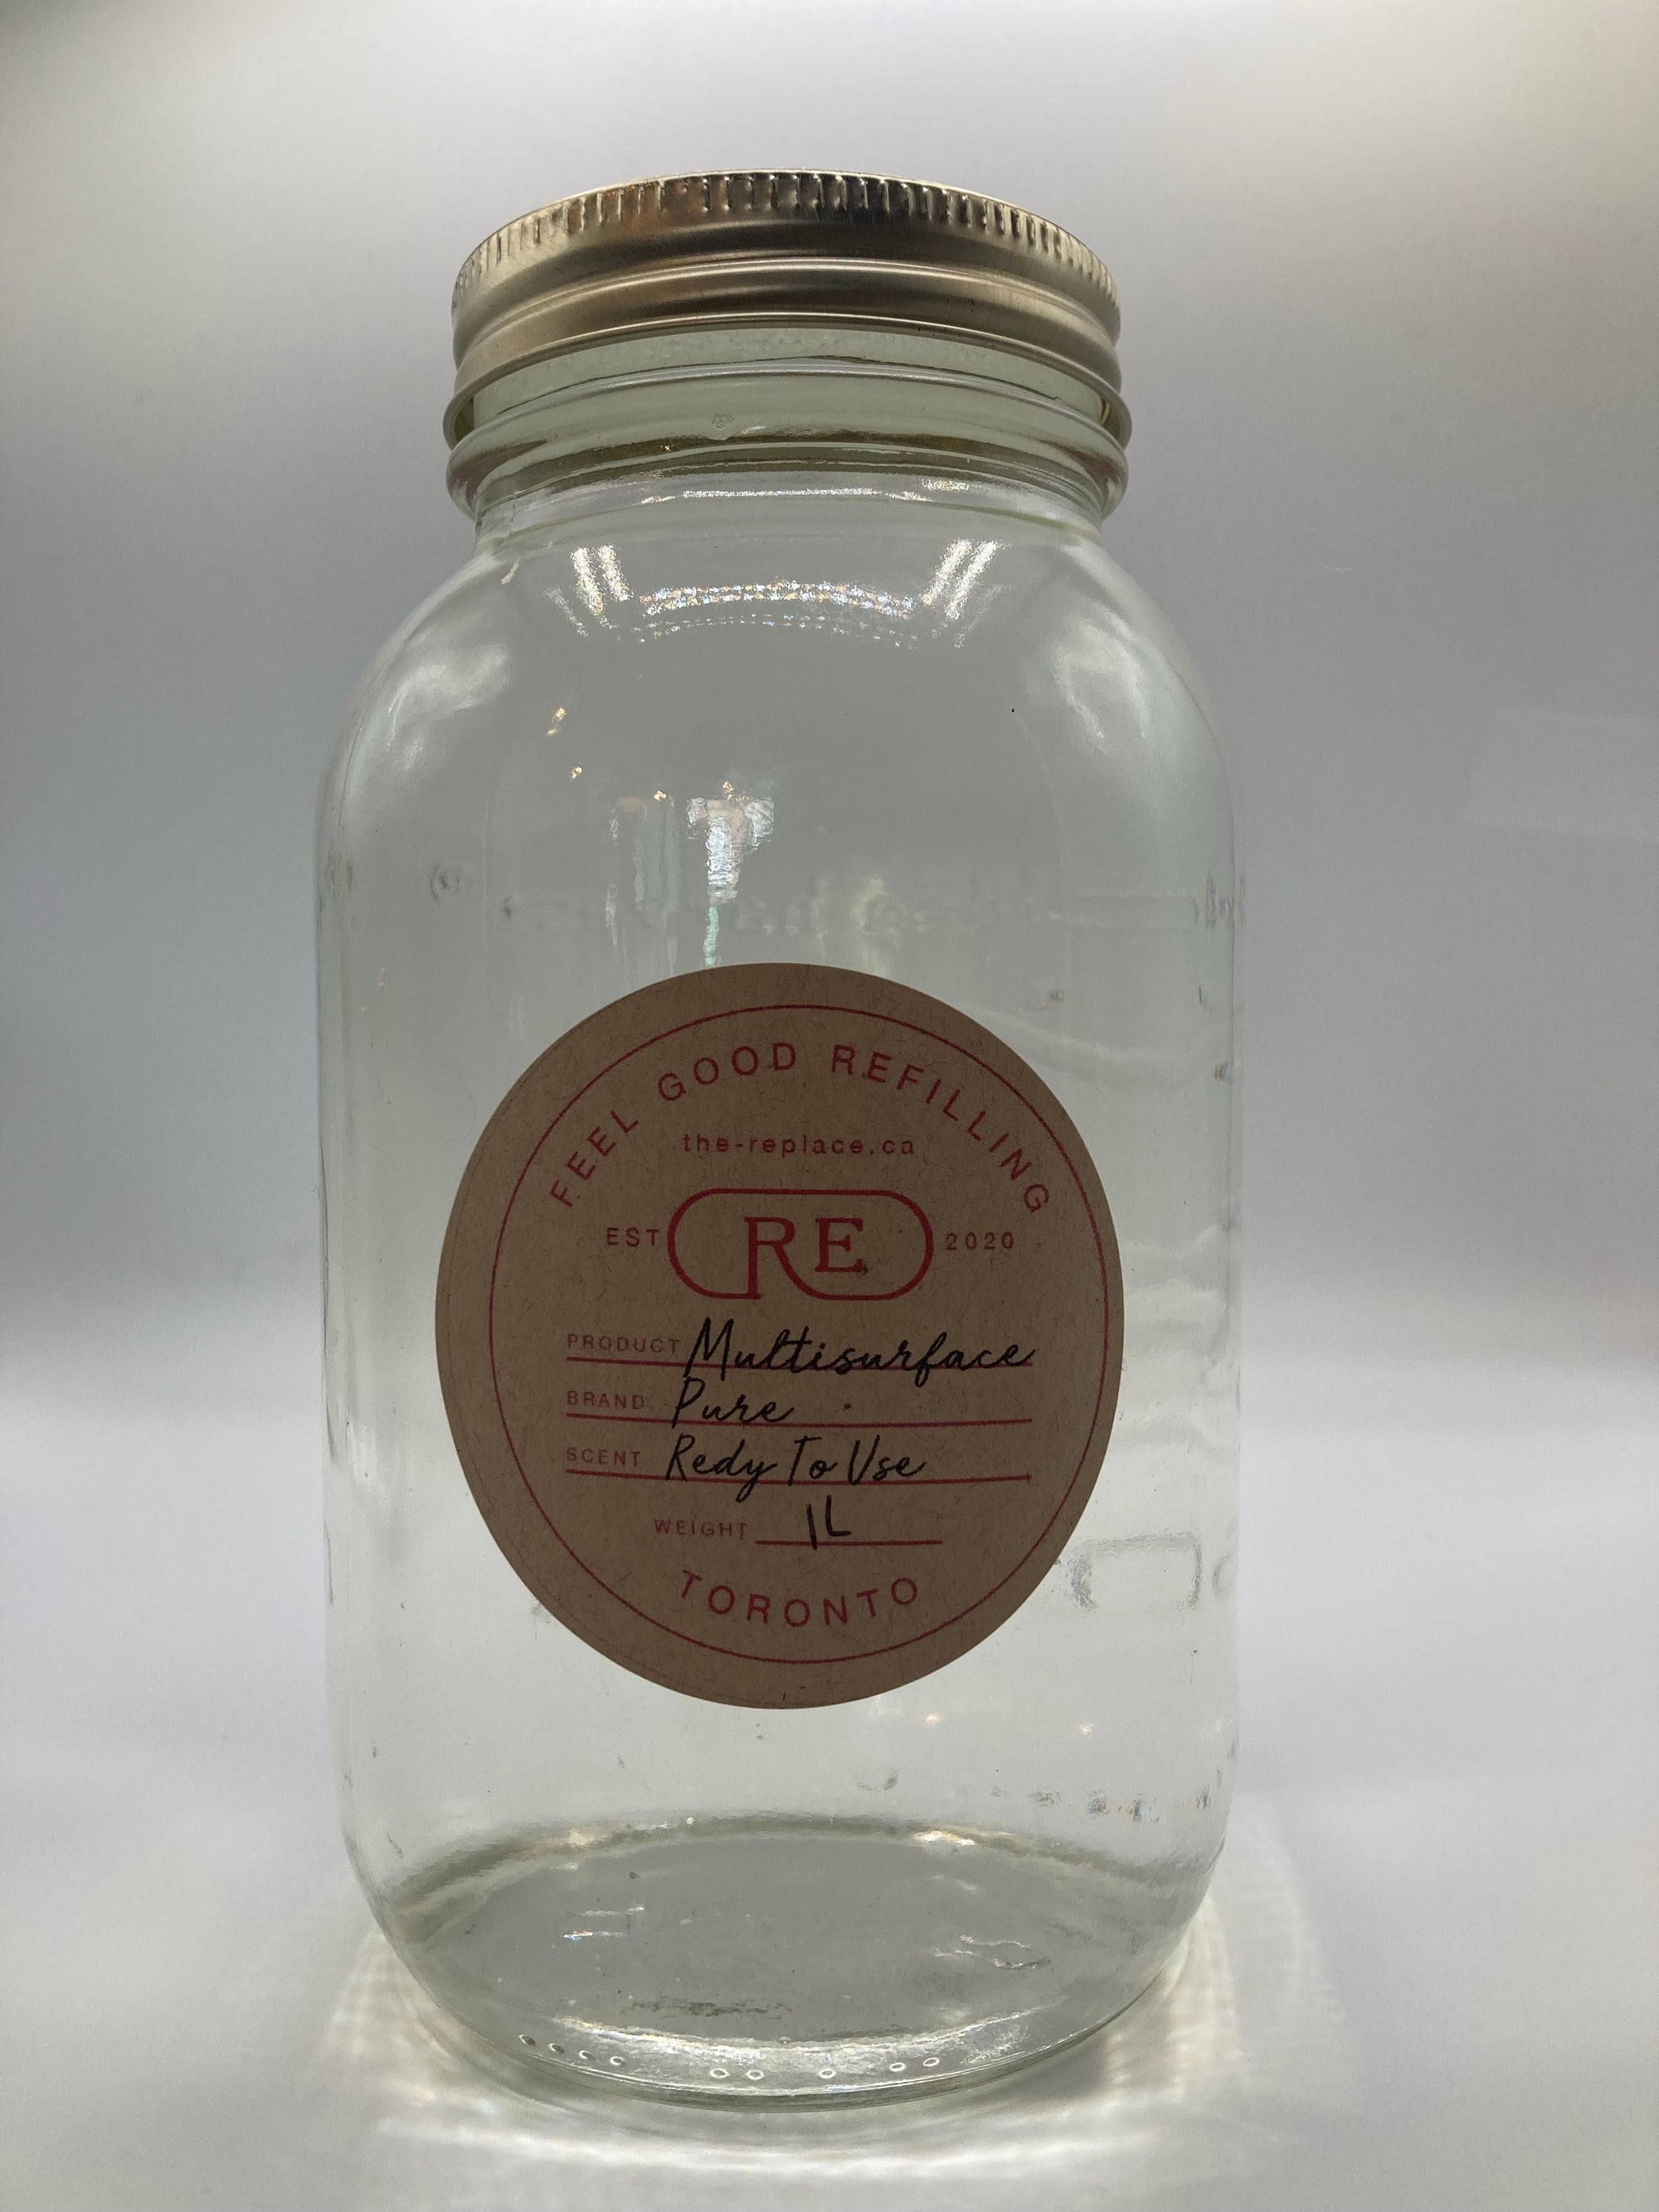 FEEL GOOD REFILLING
the-replace.ca
EST RE 2020
PRODUCT Multisurface
BRAND Pure
SCENT Redy To Use
WEIGHT 1L
TORONTO